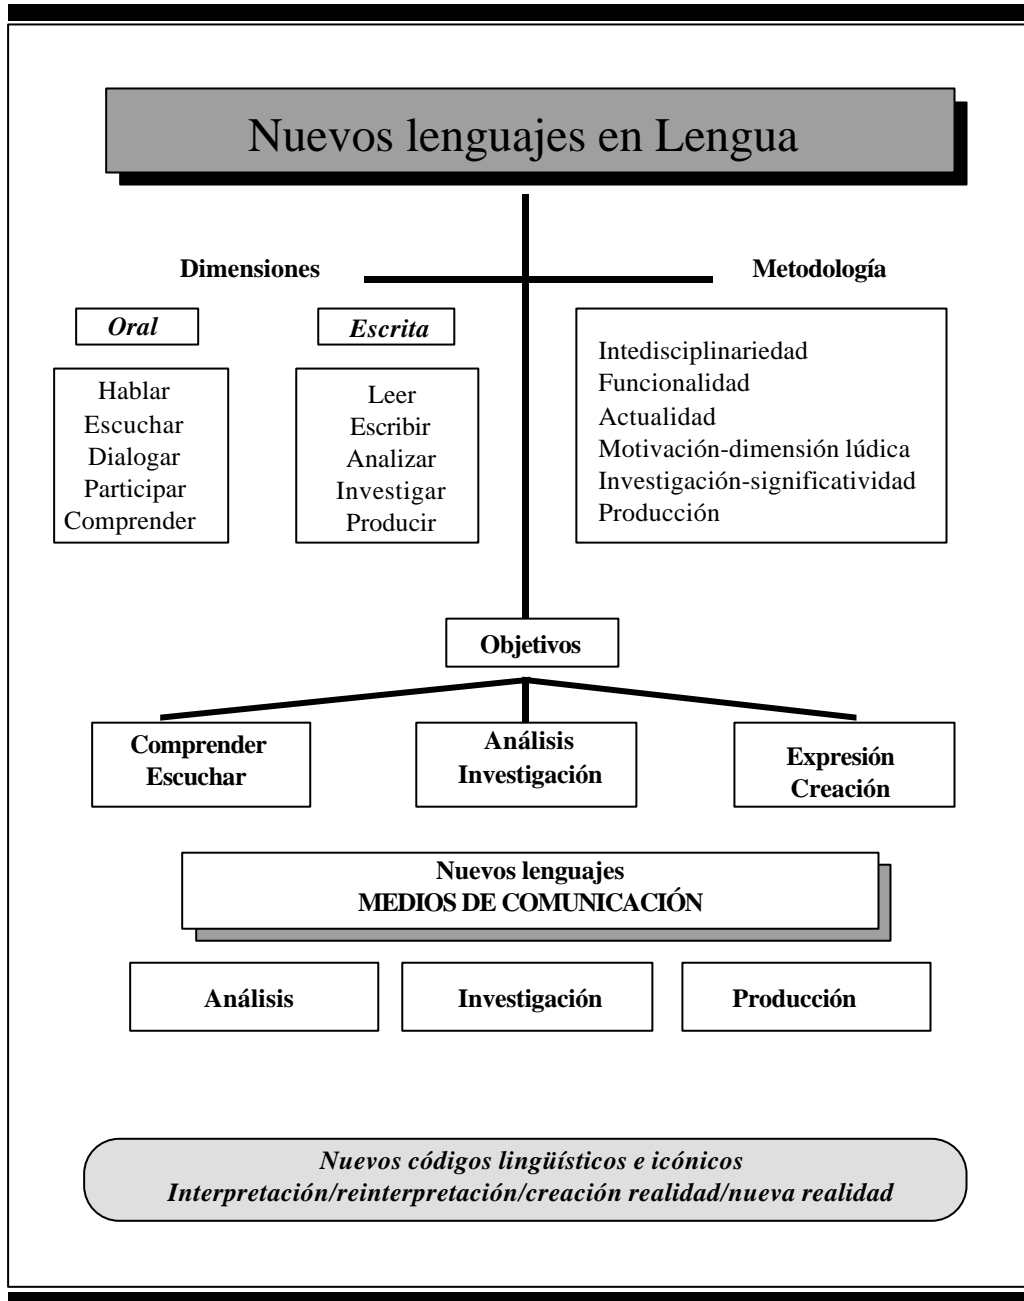 Nuevos lenguajes en Lengua
Dimensiones
Metodología
Oral
Escrita
Hablar
Escuchar
Dialogar
Participar
Comprender
Leer
Escribir
Analizar
Investigar
Producir
Intedisciplinariedad
Funcionalidad
Actualidad
Motivación-dimensión lúdica
Investigación-significatividad
Producción
Objetivos
Comprender
Escuchar
Análisis
Investigación
Expresión
Creación
Nuevos lenguajes
MEDIOS DE COMUNICACIÓN
Análisis
Investigación
Producción
Nuevos códigos lingüísticos e icónicos
Interpretación/reinterpretación/creación realidad/nueva realidad